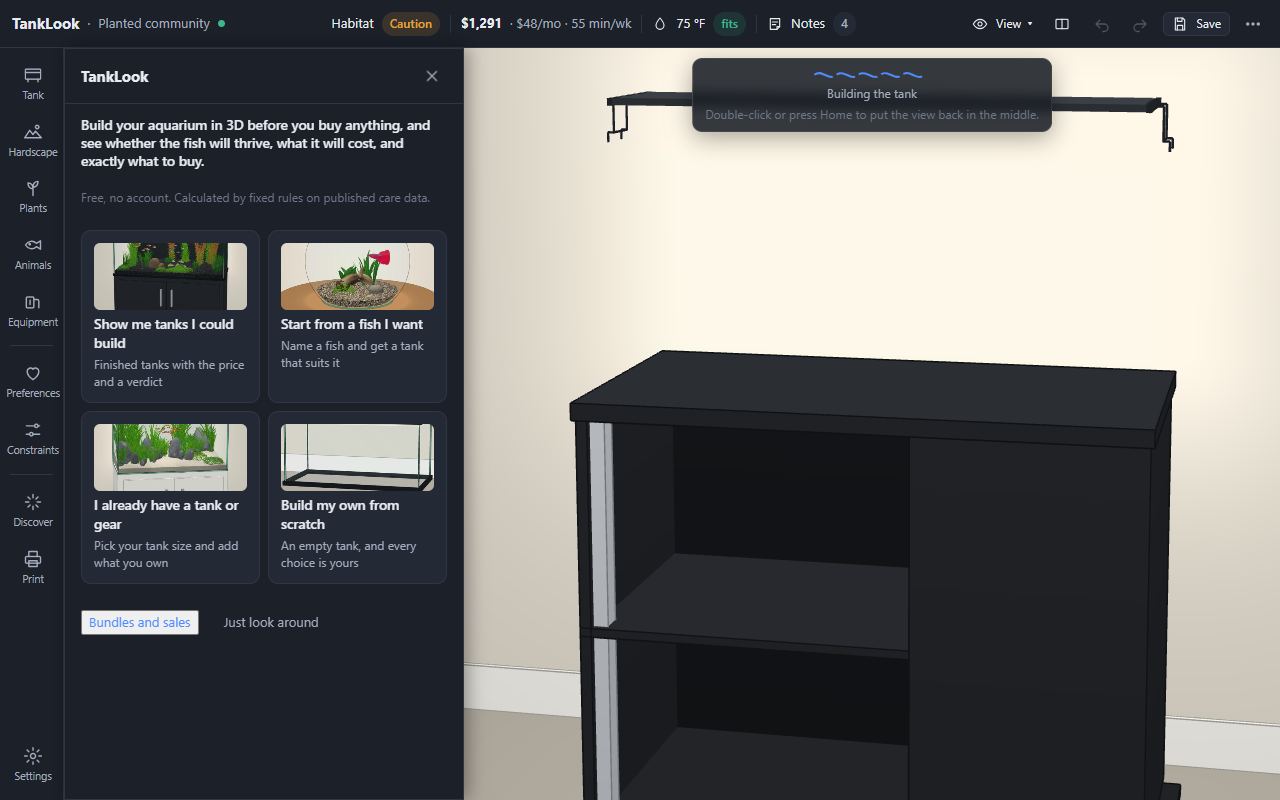 TankLook · Planted community
Habitat Caution $1,291 · $48/mo · 55 min/wk 75 °F fits Notes 4
View Save
Tank
Hardscape
Plants
Animals
Equipment
Preferences
Constraints
Discover
Print
Settings
TankLook
Build your aquarium in 3D before you buy anything, and
see whether the fish will thrive, what it will cost, and
exactly what to buy.
Free, no account. Calculated by fixed rules on published care data.
Show me tanks I could
build
Finished tanks with the price
and a verdict
Start from a fish I want
Name a fish and get a tank
that suits it
I already have a tank or
gear
Pick your tank size and add
what you own
Build my own from
scratch
An empty tank, and every
choice is yours
Bundles and sales
Just look around
Building the tank
Double-click or press Home to put the view back in the middle.